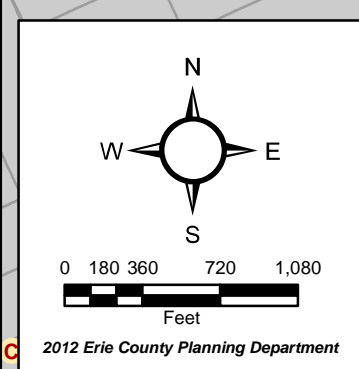 N
W E
S
0 180 360 720 1,080
Feet
C 2012 Erie County Planning Department